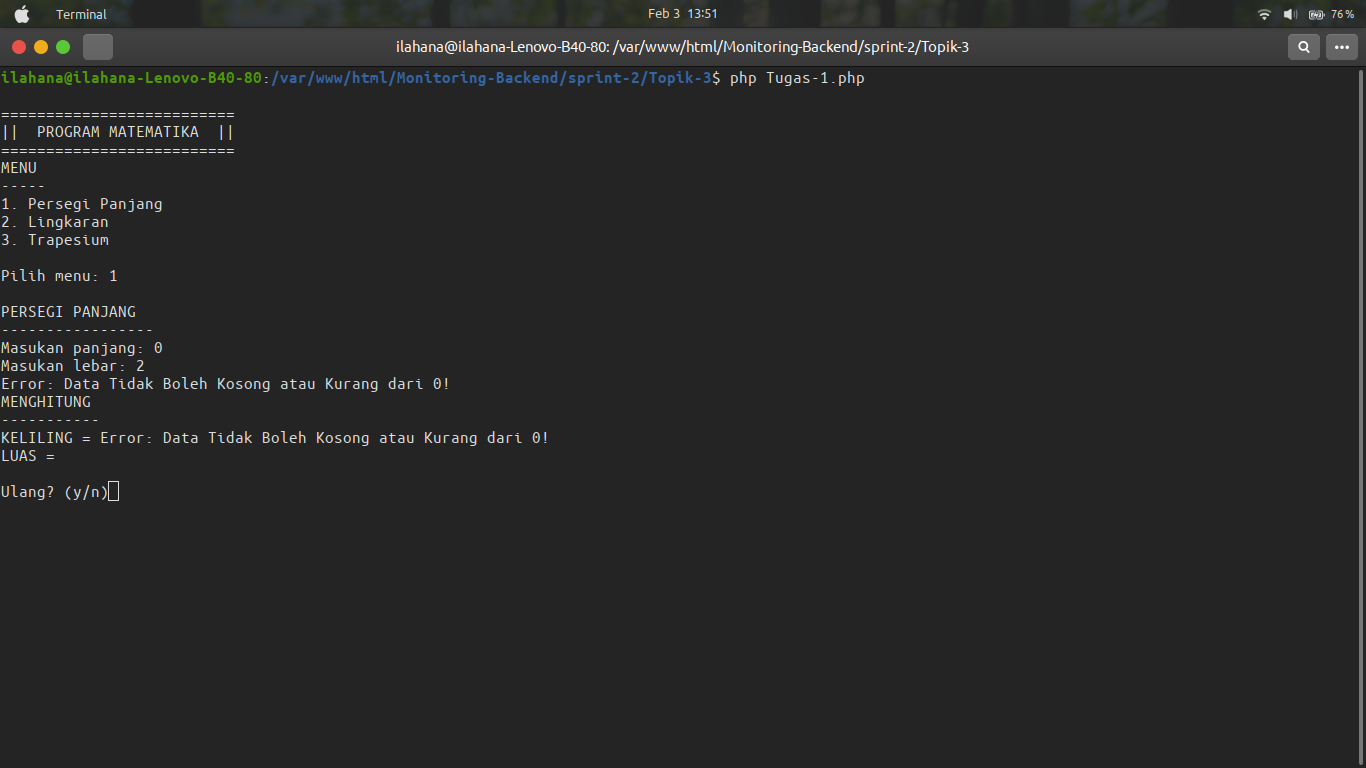 Terminal
Feb 3 13:51
76%
ilahana@ilahana-Lenovo-B40-80: /var/www/html/Monitoring-Backend/sprint-2/Topik-3
ilahana@ilahana-Lenovo-B40-80:/var/www/html/Monitoring-Backend/sprint-2/Topik-3$ php Tugas-1.php
==========================
||  PROGRAM MATEMATIKA  ||
==========================
MENU
-----
1. Persegi Panjang
2. Lingkaran
3. Trapesium
Pilih menu: 1
PERSEGI PANJANG
-----------------
Masukan panjang: 0
Masukan lebar: 2
Error: Data Tidak Boleh Kosong atau Kurang dari 0!
MENGHITUNG
-----------
KELILING = Error: Data Tidak Boleh Kosong atau Kurang dari 0!
LUAS =
Ulang? (y/n)